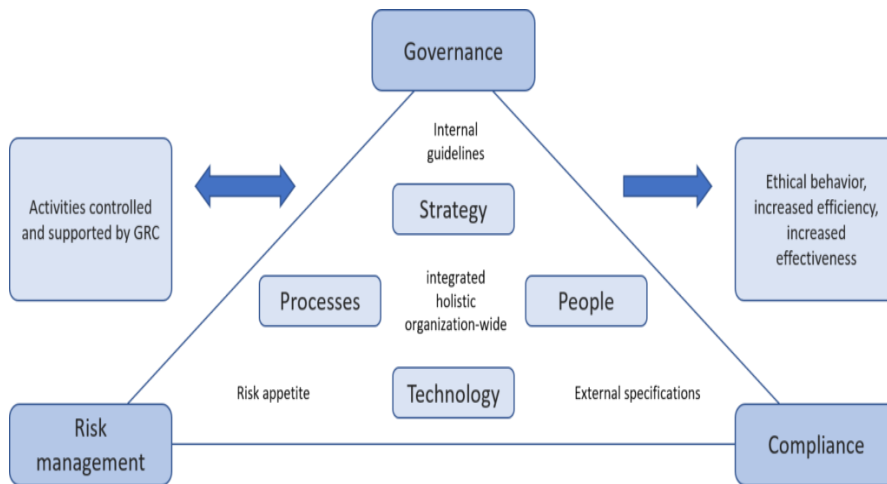 Governance
Internal
guidelines
Activities controlled
and supported by GRC
Strategy
Ethical behavior,
increased efficiency,
increased
effectiveness
Processes
integrated
holistic
organization-wide
People
Risk appetite
Technology
External specifications
Risk
management
Compliance